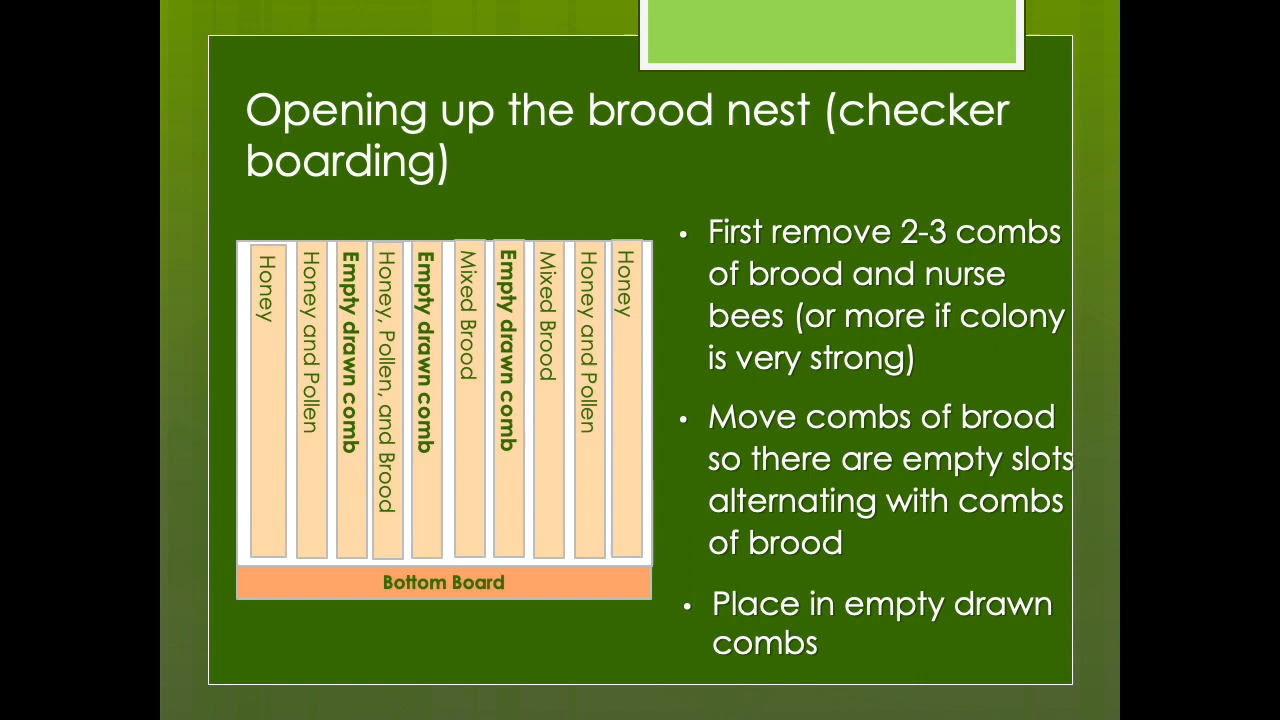 Opening up the brood nest (checker
boarding)
Honey
Honey and Pollen
Empty drawn comb
Honey, Pollen, and Brood
Empty drawn comb
Mixed Brood
Empty drawn comb
Mixed Brood
Honey and Pollen
Honey
Bottom Board
• First remove 2-3 combs
of brood and nurse
bees (or more if colony
is very strong)
• Move combs of brood
so there are empty slots
alternating with combs
of brood
• Place in empty drawn
combs